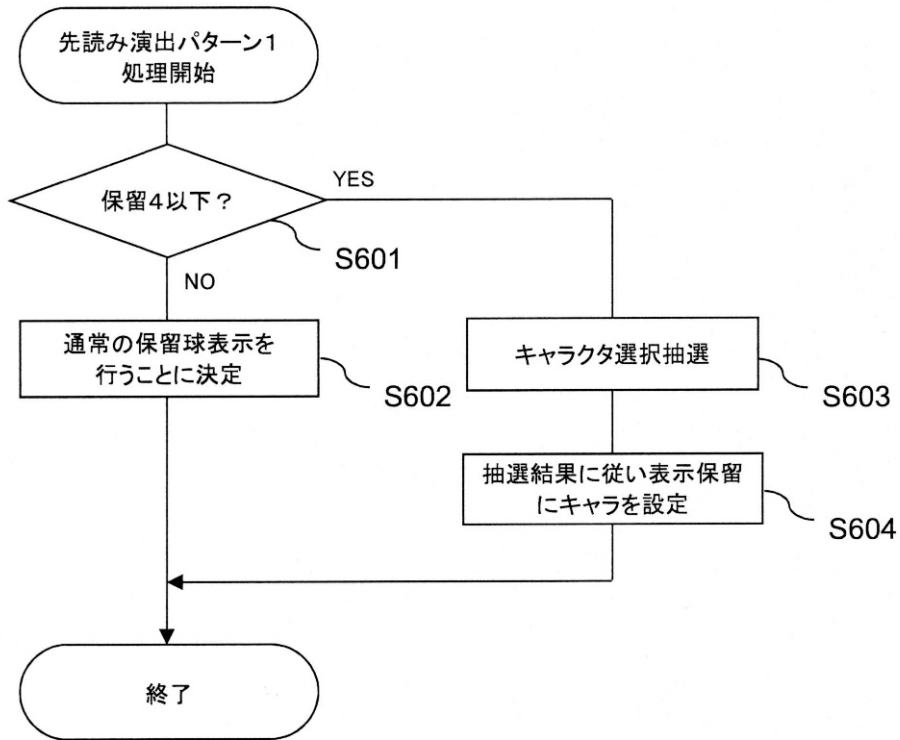 先読み演出パターン1
処理開始
保留4以下？
YES
S601
NO
通常の保留球表示を
行うことに決定
S602
キャラクタ選択抽選
S603
抽選結果に従い表示保留
にキャラを設定
S604
終了